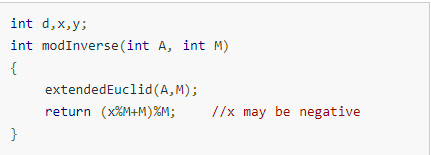 int d,x,y;
int modInverse(int A, int M)
{
    extendedEuclid(A,M);
    return (x%M+M)%M;    //x may be negative
}